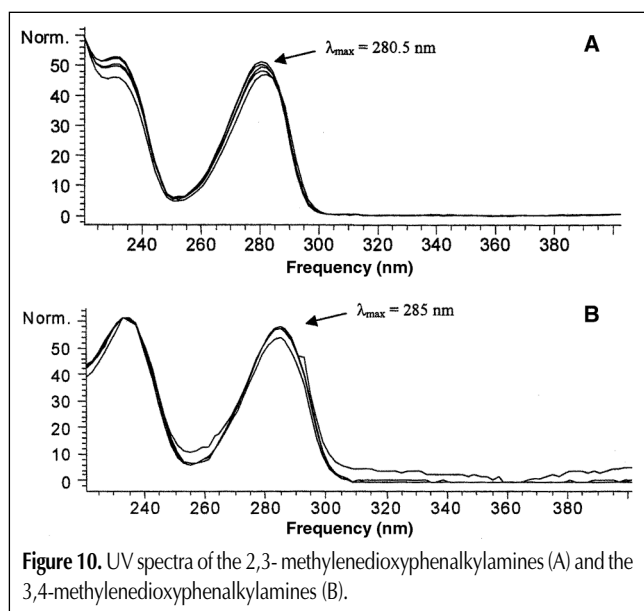 Norm.
50
40
30
20
10
0
λmax = 280.5 nm
A
240 260 280 300 320 340 360 380
Frequency (nm)
Norm.
50
40
30
20
10
0
λmax = 285 nm
B
240 260 280 300 320 340 360 380
Frequency (nm)
Figure 10. UV spectra of the 2,3- methylenedioxyphenalkylamines (A) and the
3,4-methylenedioxyphenalkylamines (B).